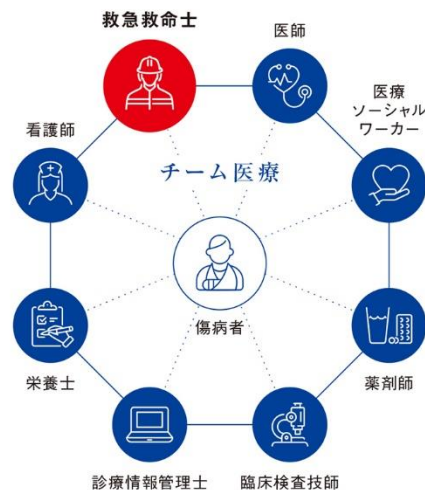 救急救命士
医師
医療
ソーシャル
ワーカー
看護師
チーム医療
傷病者
栄養士
薬剤師
診療情報管理士
臨床検査技師